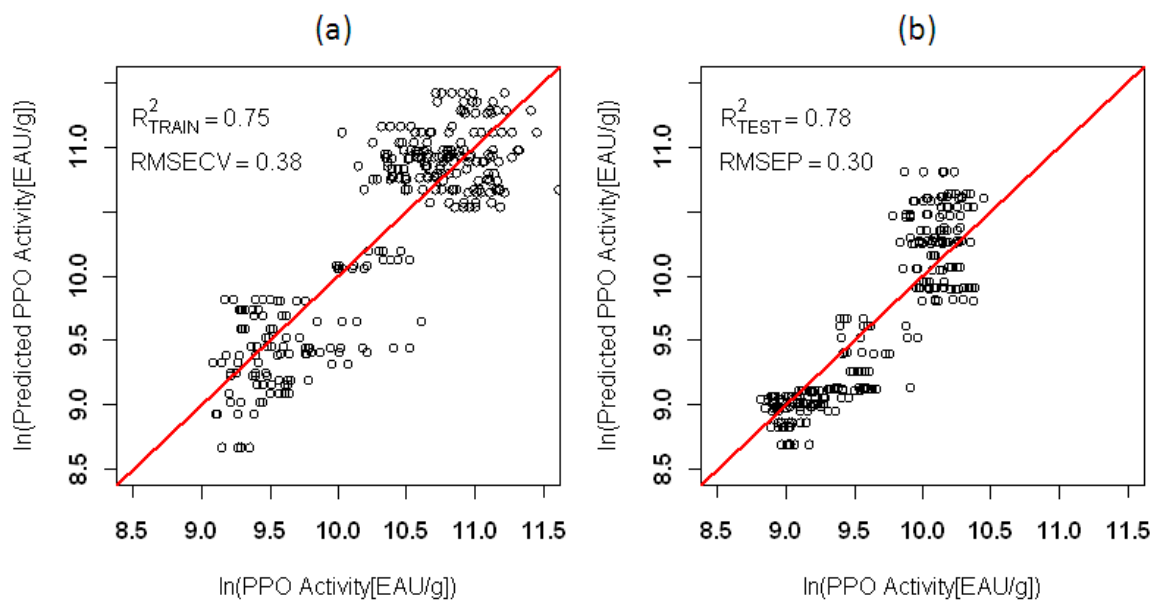 (a)
R²TRAIN = 0.75
RMSECV = 0.38
ln(Predicted PPO Activity[EAU/g])
11.0
10.5
10.0
9.5
9.0
8.5
8.5 9.0 9.5 10.0 10.5 11.0 11.5
ln(PPO Activity[EAU/g])
(b)
R²TEST = 0.78
RMSEP = 0.30
ln(Predicted PPO Activity[EAU/g])
11.0
10.5
10.0
9.5
9.0
8.5
8.5 9.0 9.5 10.0 10.5 11.0 11.5
ln(PPO Activity[EAU/g])